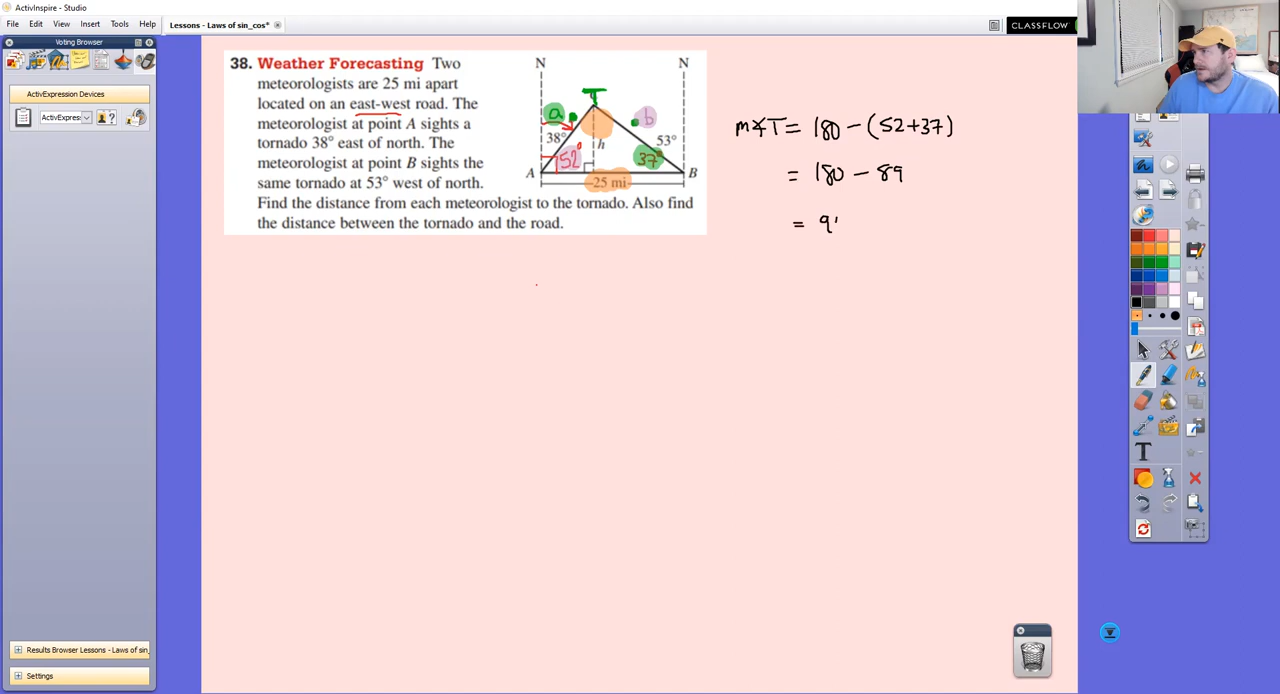 ActivInspire - Studio
File Edit View Insert Tools Help
Lessons - Laws of sin_cos*
CLASSFLOW
Voting Browser
ActivExpression Devices
ActivExpress
38. Weather Forecasting Two
meteorologists are 25 mi apart
located on an east-west road. The
meteorologist at point A sights a
tornado 38° east of north. The
meteorologist at point B sights the
same tornado at 53° west of north.
Find the distance from each meteorologist to the tornado. Also find
the distance between the tornado and the road.
N N
T
a b
38° h 53°
52° 37°
A B
25 mi
m∡T = 180 - (52+37)
= 180 - 89
= 9
T
Results Browser Lessons - Laws of sin_
Settings